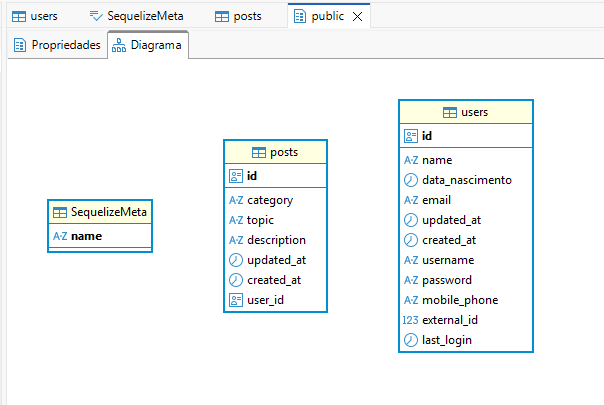 users SequelizeMeta posts public
Propriedades Diagrama
SequelizeMeta
A-Z name
posts
id
A-Z category
A-Z topic
A-Z description
updated_at
created_at
user_id
users
id
A-Z name
data_nascimento
A-Z email
updated_at
created_at
A-Z username
A-Z password
A-Z mobile_phone
123 external_id
last_login